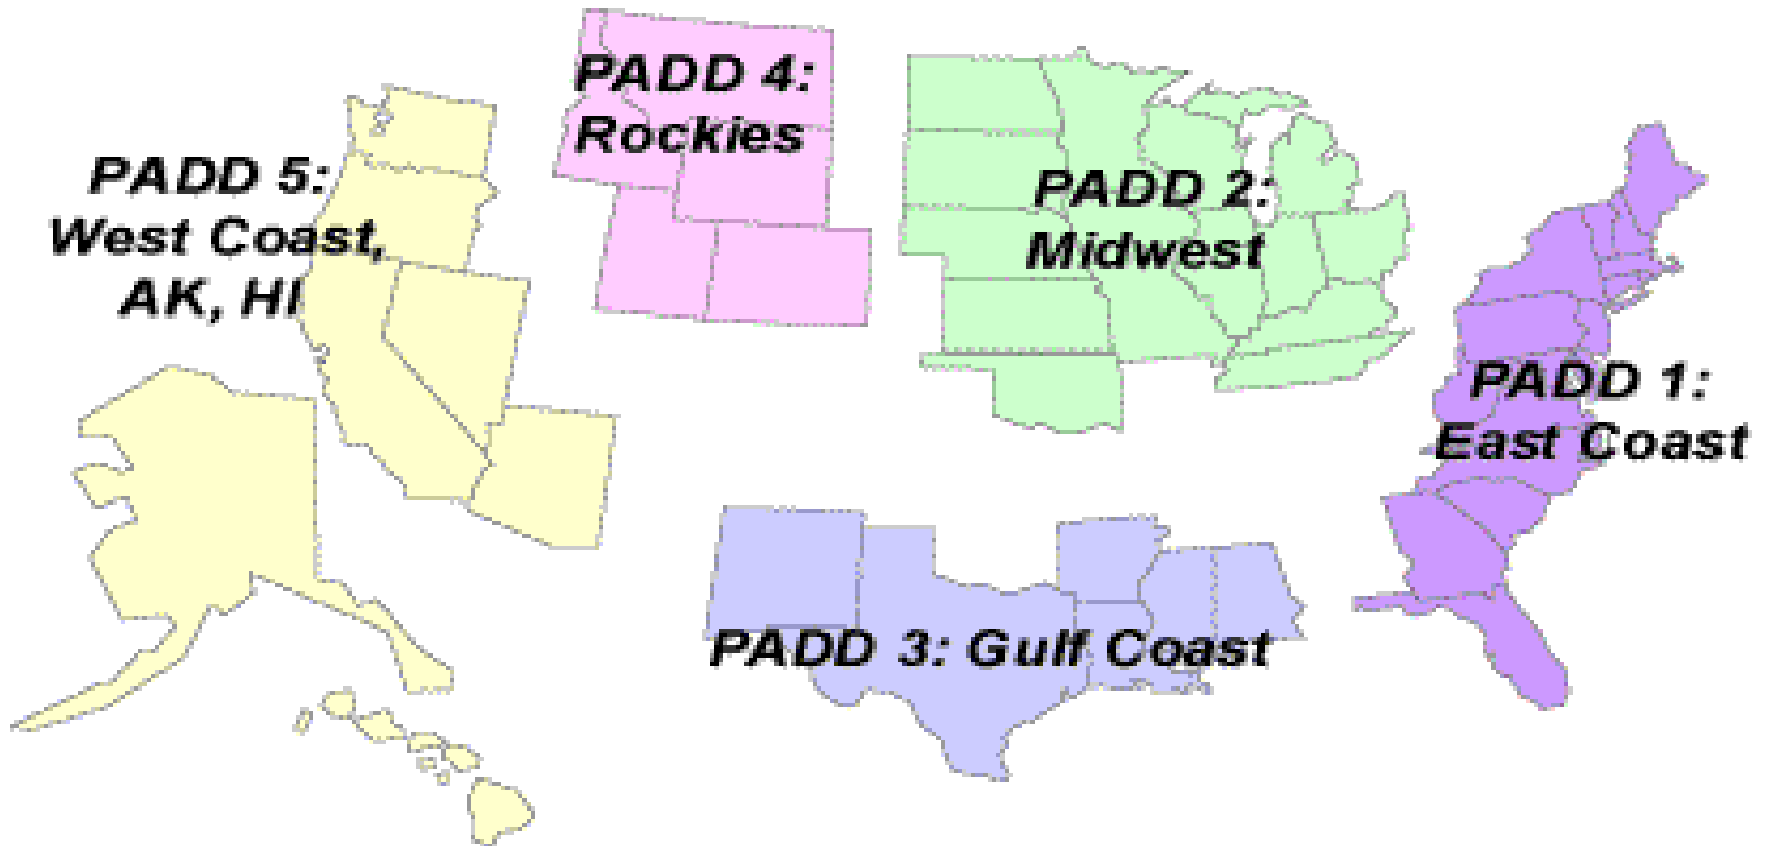 PADD 5:
West Coast,
AK, HI
PADD 4:
Rockies
PADD 2:
Midwest
PADD 1:
East Coast
PADD 3: Gulf Coast